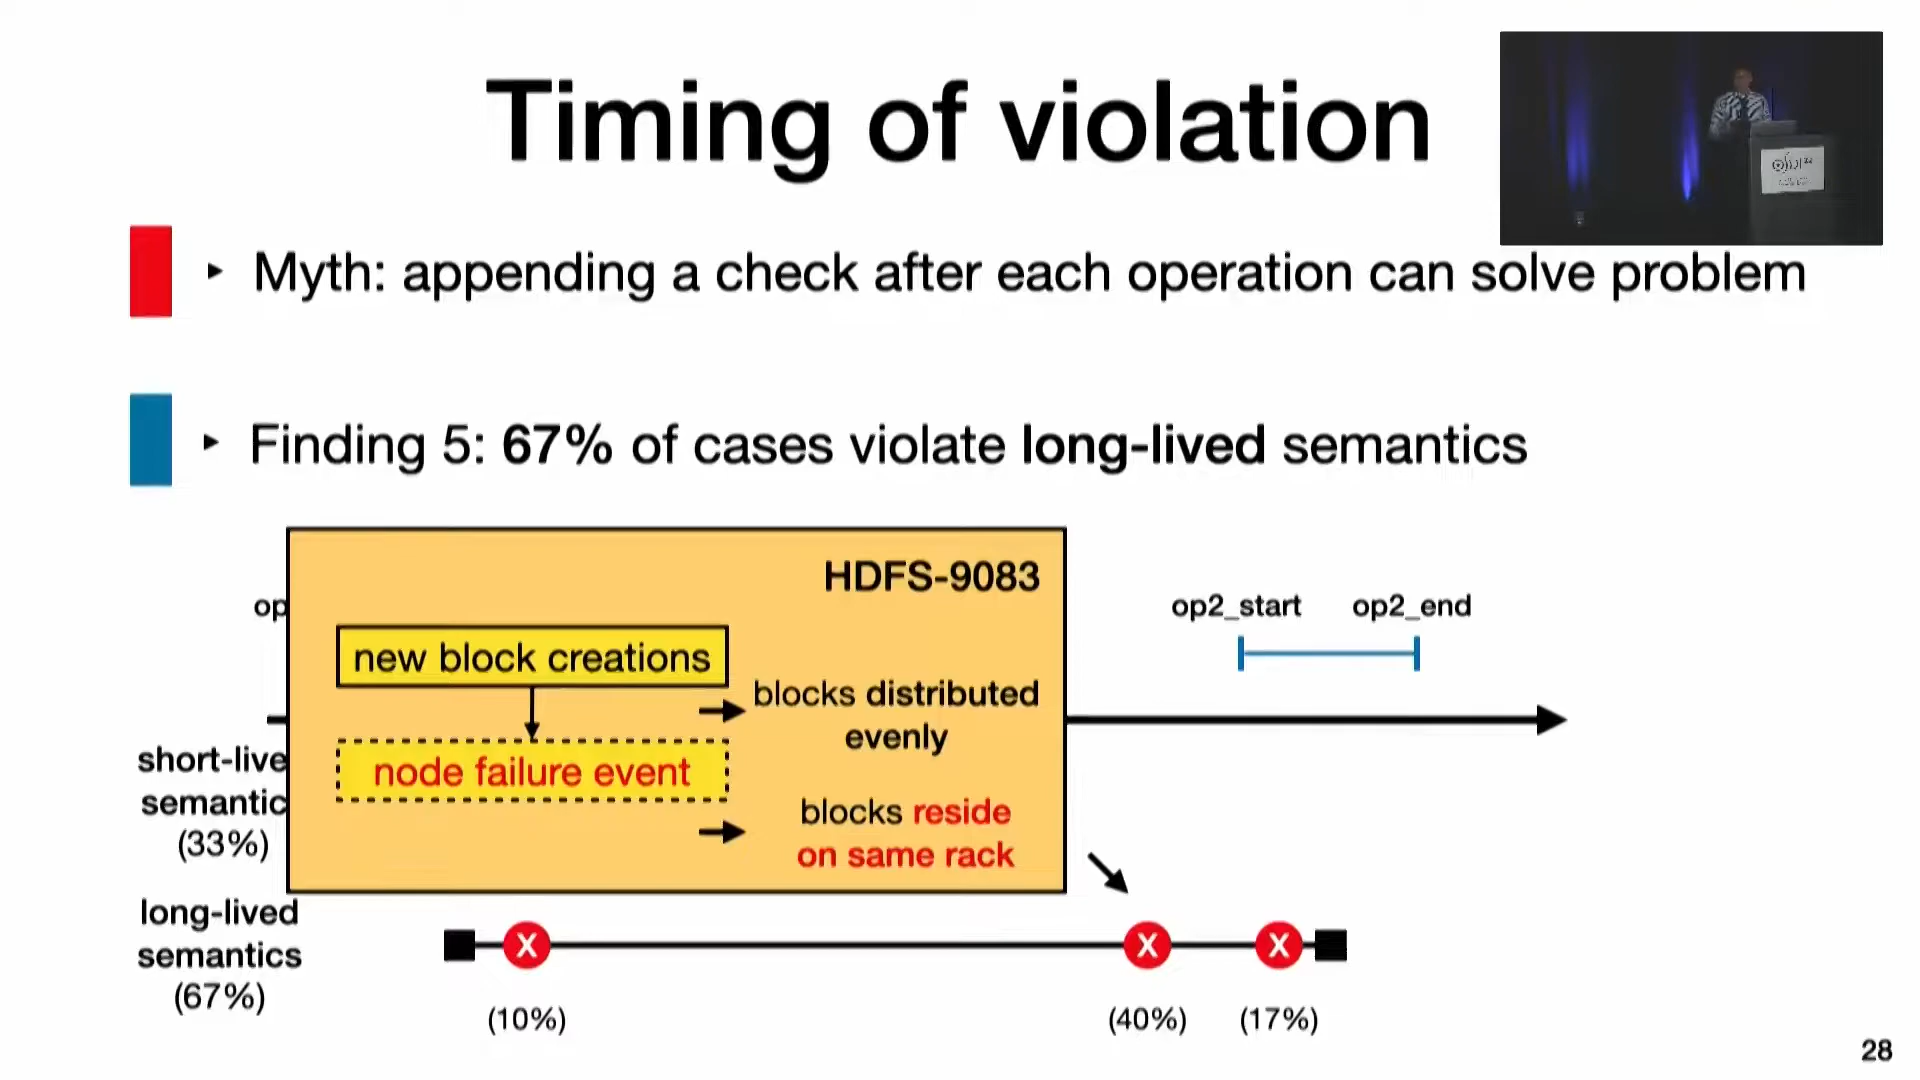 Timing of violation
‣ Myth: appending a check after each operation can solve problem
‣ Finding 5: 67% of cases violate long-lived semantics
HDFS-9083
op
op2_start
op2_end
new block creations
blocks distributed
evenly
node failure event
blocks reside
on same rack
short-live
semantic
(33%)
long-lived
semantics
(67%)
X
X
X
(10%)
(40%)
(17%)
28